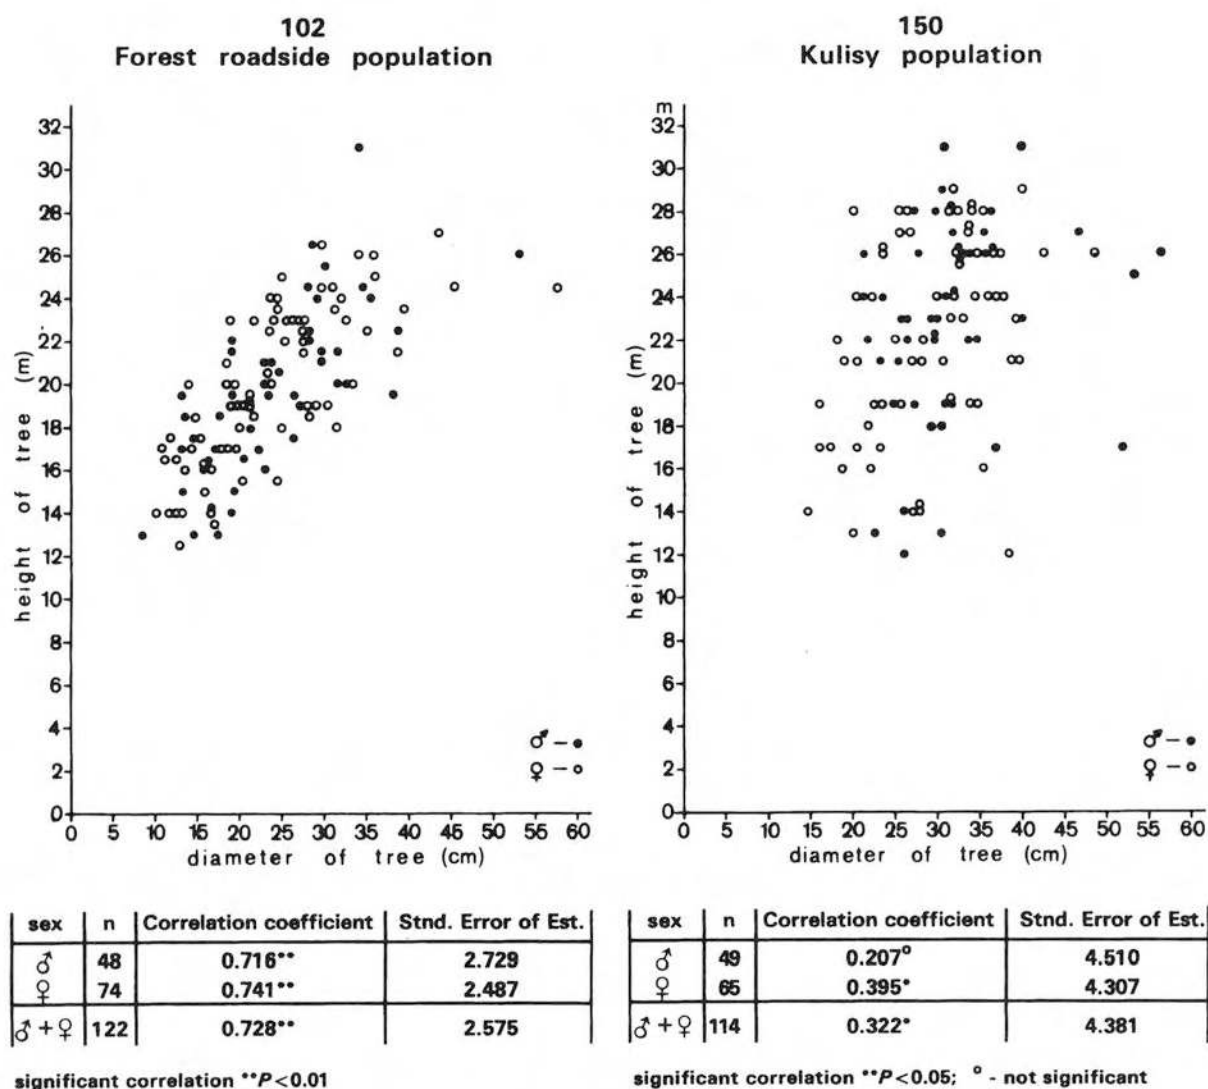 102
Forest roadside population
32
30
28
26
24
22
20
18
16
14
12
10
8
6
4
2
0
height of tree (m)
♂ – •
♀ – o
0 5 10 15 20 25 30 35 40 45 55 60
diameter of tree (cm)
sex n Correlation coefficient Stnd. Error of Est.
♂ 48 0.716** 2.729
♀ 74 0.741** 2.487
♂ + ♀ 122 0.728** 2.575
significant correlation **P<0.01
150
Kulisy population
m
32
30
28
26
24
22
20
18
16
14
12
10
8
6
4
2
0
height of tree (m)
♂ – •
♀ – o
0 5 10 15 20 25 30 40 45 55 60
diameter of tree (cm)
sex n Correlation coefficient Stnd. Error of Est.
♂ 49 0.207° 4.510
♀ 65 0.395* 4.307
♂ + ♀ 114 0.322* 4.381
significant correlation **P<0.05; ° - not significant